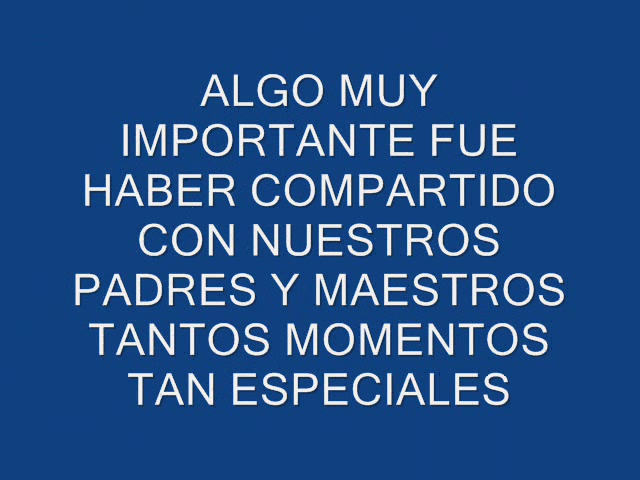 ALGO MUY
IMPORTANTE FUE
HABER COMPARTIDO
CON NUESTROS
PADRES Y MAESTROS
TANTOS MOMENTOS
TAN ESPECIALES